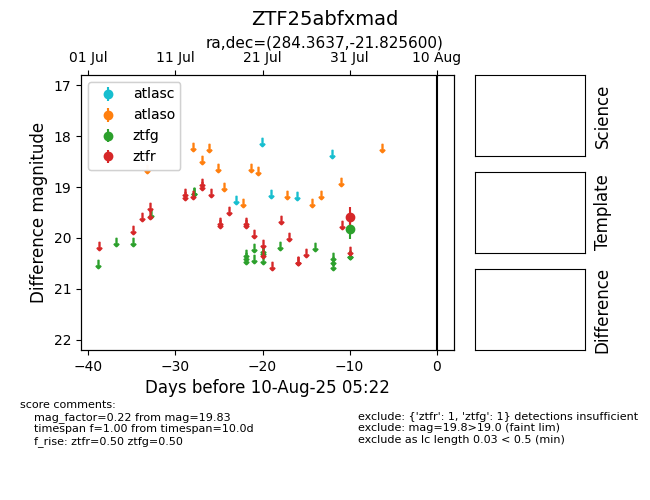 ZTF25abfxmad
ra,dec=(284.3637,-21.825600)
01 Jul 11 Jul 21 Jul 31 Jul 10 Aug
17
18
19
20
21
22
Difference magnitude
atlasc
atlaso
ztfg
ztfr
−40 −30 −20 −10 0
Days before 10-Aug-25 05:22
Science
Template
Difference
score comments:
mag_factor=0.22 from mag=19.83
timespan f=1.00 from timespan=10.0d
f_rise: ztfr=0.50 ztfg=0.50
exclude: {'ztfr': 1, 'ztfg': 1} detections insufficient
exclude: mag=19.8>19.0 (faint lim)
exclude as lc length 0.03 < 0.5 (min)